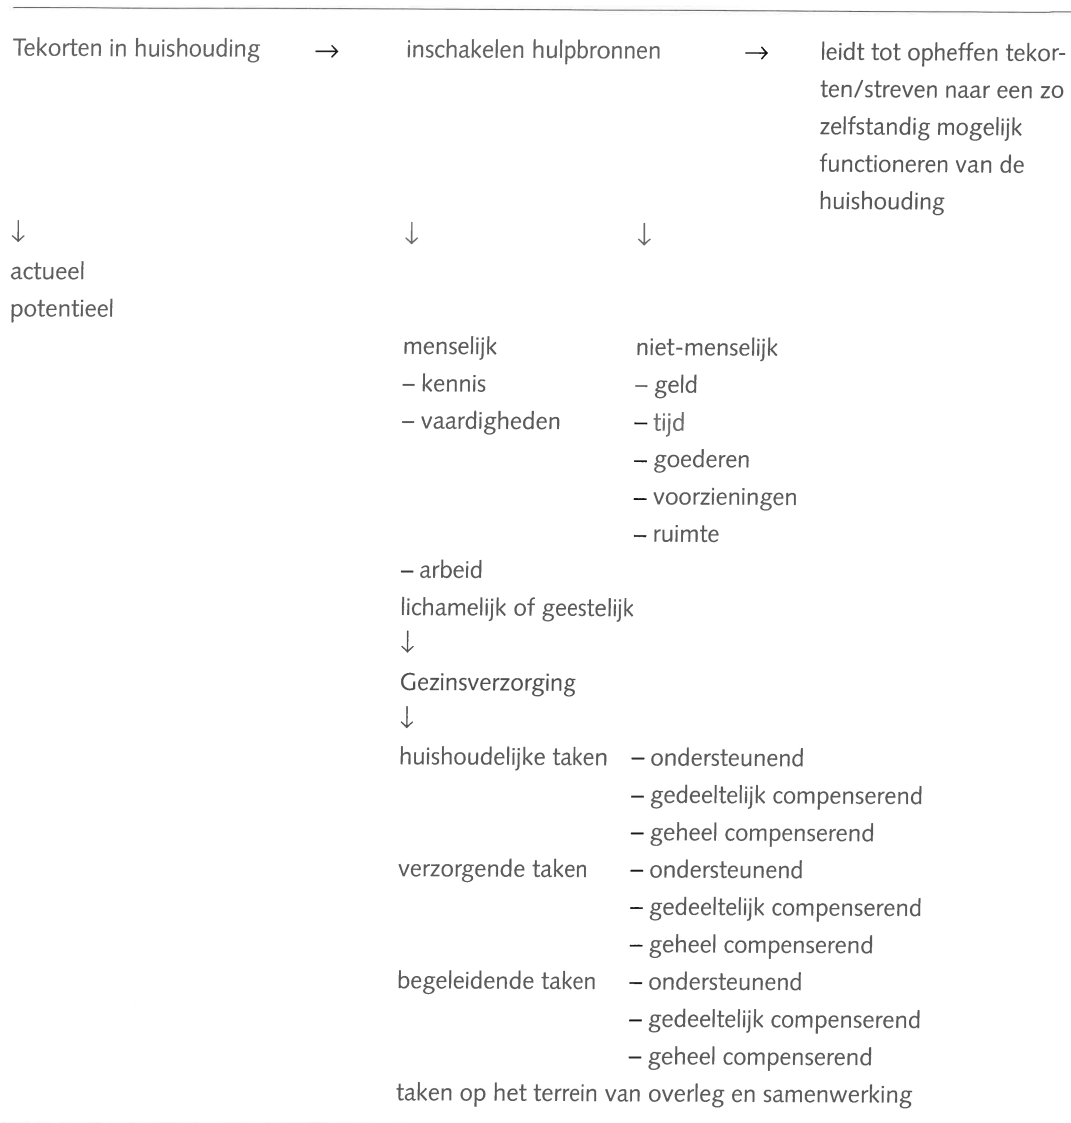 Tekorten in huishouding → inschakelen hulpbronnen → leidt tot opheffen tekor-
ten/streven naar een zo
zelfstandig mogelijk
functioneren van de
huishouding
↓ ↓ ↓
actueel
potentieel
menselijk niet-menselijk
– kennis – geld
– vaardigheden – tijd
– goederen
– voorzieningen
– ruimte
– arbeid
lichamelijk of geestelijk
↓
Gezinsverzorging
↓
huishoudelijke taken – ondersteunend
– gedeeltelijk compenserend
– geheel compenserend
verzorgende taken – ondersteunend
– gedeeltelijk compenserend
– geheel compenserend
begeleidende taken – ondersteunend
– gedeeltelijk compenserend
– geheel compenserend
taken op het terrein van overleg en samenwerking